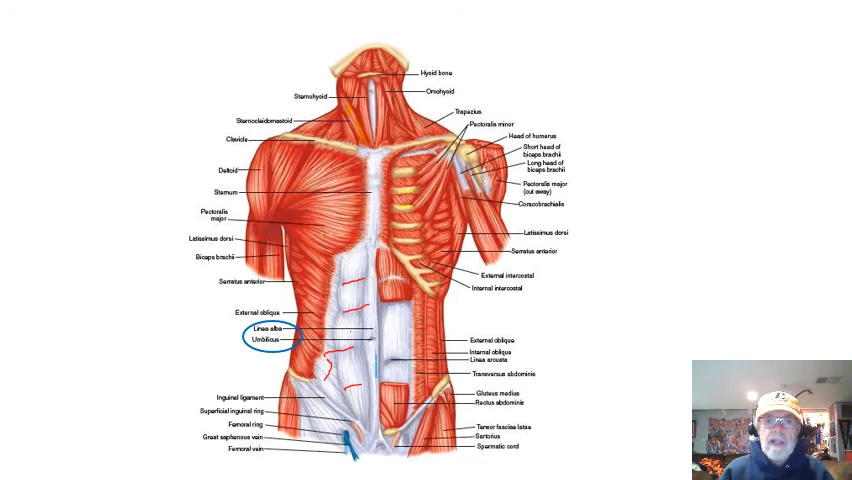 Hyoid bone
Omohyoid
Sternohyoid
Trapezius
Sternocleidomastoid
Pectoralis minor
Clavicle
Head of humerus
Short head of
biceps brachii
Long head of
biceps brachii
Deltoid
Pectoralis major
(cut away)
Sternum
Coracobrachialis
Pectoralis
major
Latissimus dorsi
Latissimus dorsi
Serratus anterior
Biceps brachii
External intercostal
Serratus anterior
Internal intercostal
External oblique
Linea alba
Umbilicus
External oblique
Internal oblique
Linea arcuata
Transversus abdominis
Inguinal ligament
Gluteus medius
Rectus abdominis
Superficial inguinal ring
Femoral ring
Tensor fasciae latae
Great saphenous vein
Sartorius
Femoral vein
Spermatic cord